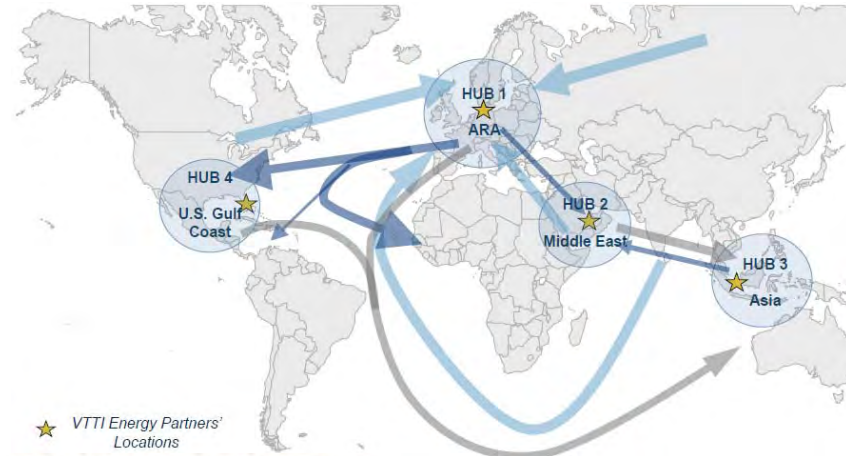 HUB 1
ARA
HUB 4
U.S. Gulf
Coast
HUB 2
Middle East
HUB 3
Asia
VTTI Energy Partners'
Locations